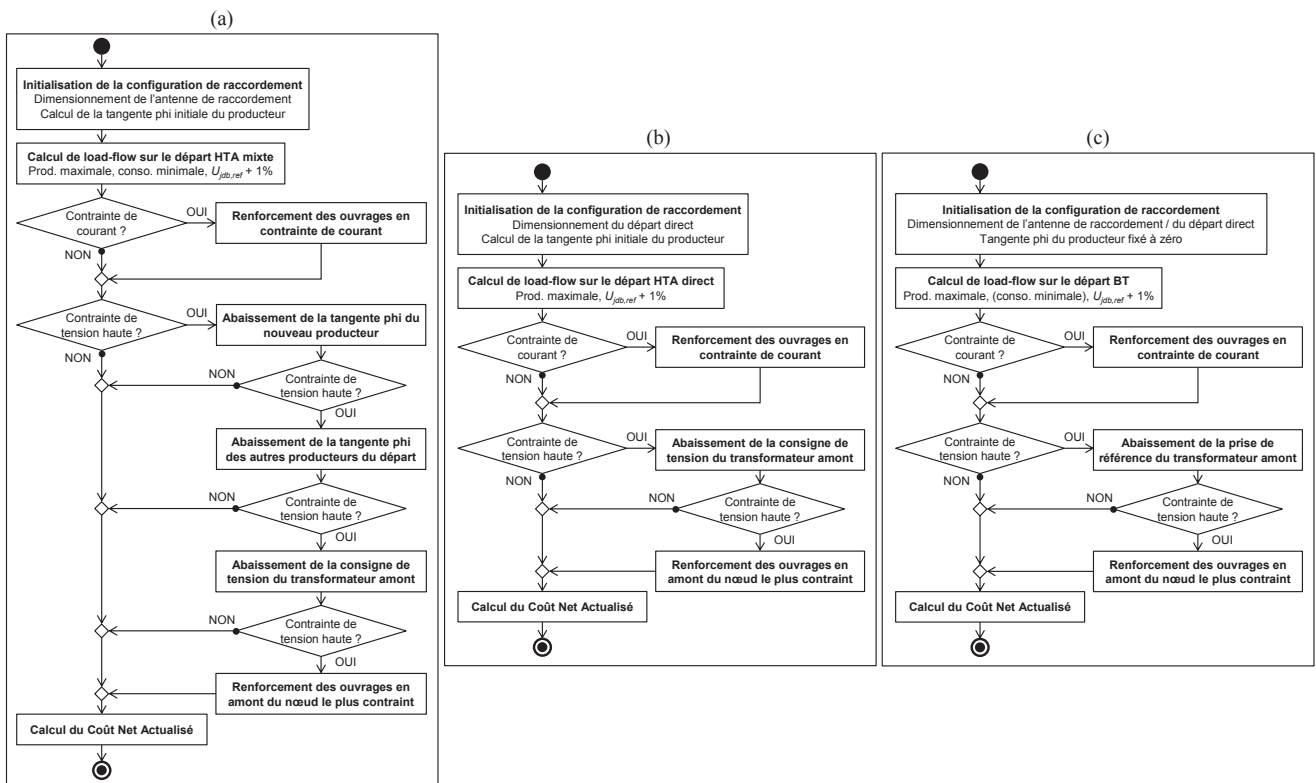 (a)
Initialisation de la configuration de raccordement
Dimensionnement de l'antenne de raccordement
Calcul de la tangente phi initiale du producteur
Calcul de load-flow sur le départ HTA mixte
Prod. maximale, conso. minimale, Ujdb,ref + 1%
Contrainte de
courant ?
OUI
Renforcement des ouvrages en
contrainte de courant
NON
Contrainte de
tension haute ?
OUI
Abaissement de la tangente phi du
nouveau producteur
NON
NON
Contrainte de
tension haute ?
OUI
Abaissement de la tangente phi
des autres producteurs du départ
NON
Contrainte de
tension haute ?
OUI
Abaissement de la consigne de
tension du transformateur amont
NON
Contrainte de
tension haute ?
OUI
Renforcement des ouvrages en
amont du nœud le plus contraint
Calcul du Coût Net Actualisé
(b)
Initialisation de la configuration de raccordement
Dimensionnement du départ direct
Calcul de la tangente phi initiale du producteur
Calcul de load-flow sur le départ HTA direct
Prod. maximale, Ujdb,ref + 1%
Contrainte de
courant ?
OUI
Renforcement des ouvrages en
contrainte de courant
NON
Contrainte de
tension haute ?
OUI
Abaissement de la consigne de
tension du transformateur amont
NON
NON
Contrainte de
tension haute ?
OUI
Renforcement des ouvrages en
amont du nœud le plus contraint
Calcul du Coût Net Actualisé
(c)
Initialisation de la configuration de raccordement
Dimensionnement de l'antenne de raccordement / du départ direct
Tangente phi du producteur fixé à zéro
Calcul de load-flow sur le départ BT
Prod. maximale, (conso. minimale), Ujdb,ref + 1%
Contrainte de
courant ?
OUI
Renforcement des ouvrages en
contrainte de courant
NON
Contrainte de
tension haute ?
OUI
Abaissement de la prise de
référence du transformateur amont
NON
NON
Contrainte de
tension haute ?
OUI
Renforcement des ouvrages en
amont du nœud le plus contraint
Calcul du Coût Net Actualisé